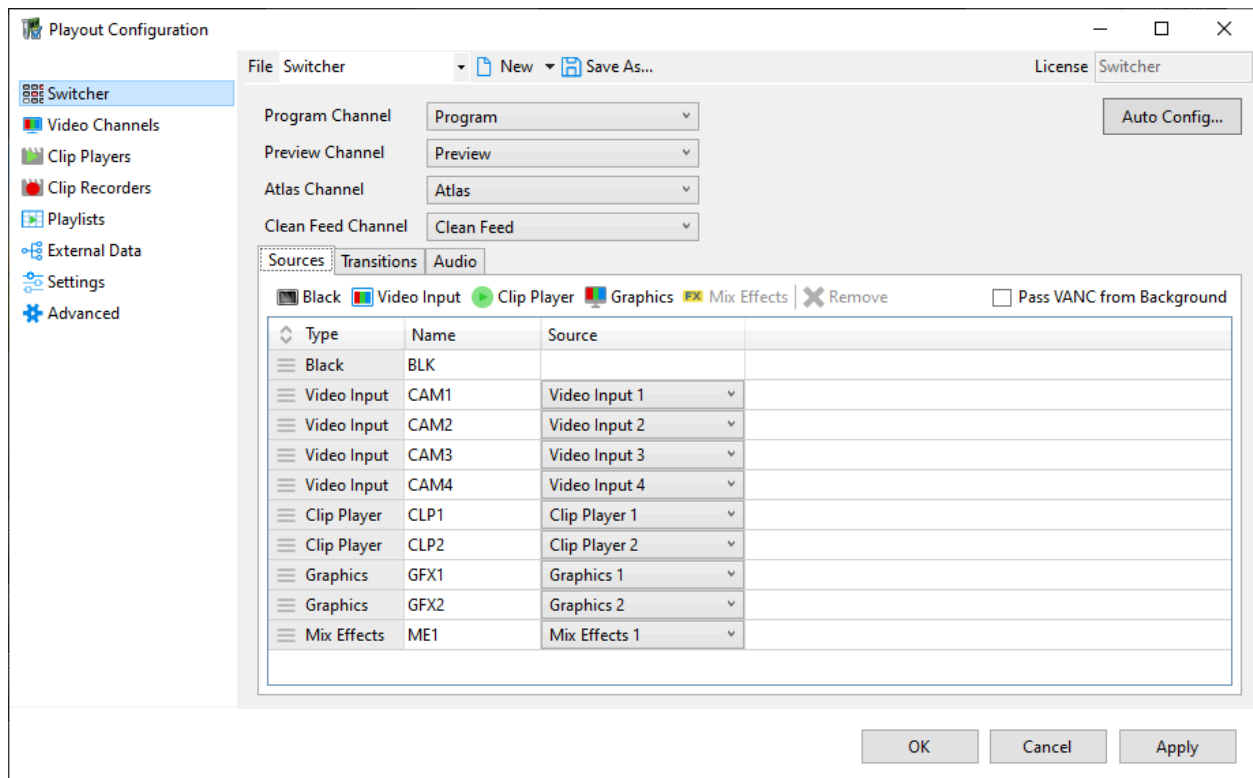 Playout Configuration
File Switcher New Save As... License Switcher
Switcher
Video Channels
Clip Players
Clip Recorders
Playlists
External Data
Settings
Advanced
Program Channel Program Auto Config...
Preview Channel Preview
Atlas Channel Atlas
Clean Feed Channel Clean Feed
Sources Transitions Audio
Black Video Input Clip Player Graphics FX Mix Effects Remove Pass VANC from Background
Type Name Source
Black BLK
Video Input CAM1 Video Input 1
Video Input CAM2 Video Input 2
Video Input CAM3 Video Input 3
Video Input CAM4 Video Input 4
Clip Player CLP1 Clip Player 1
Clip Player CLP2 Clip Player 2
Graphics GFX1 Graphics 1
Graphics GFX2 Graphics 2
Mix Effects ME1 Mix Effects 1
OK Cancel Apply